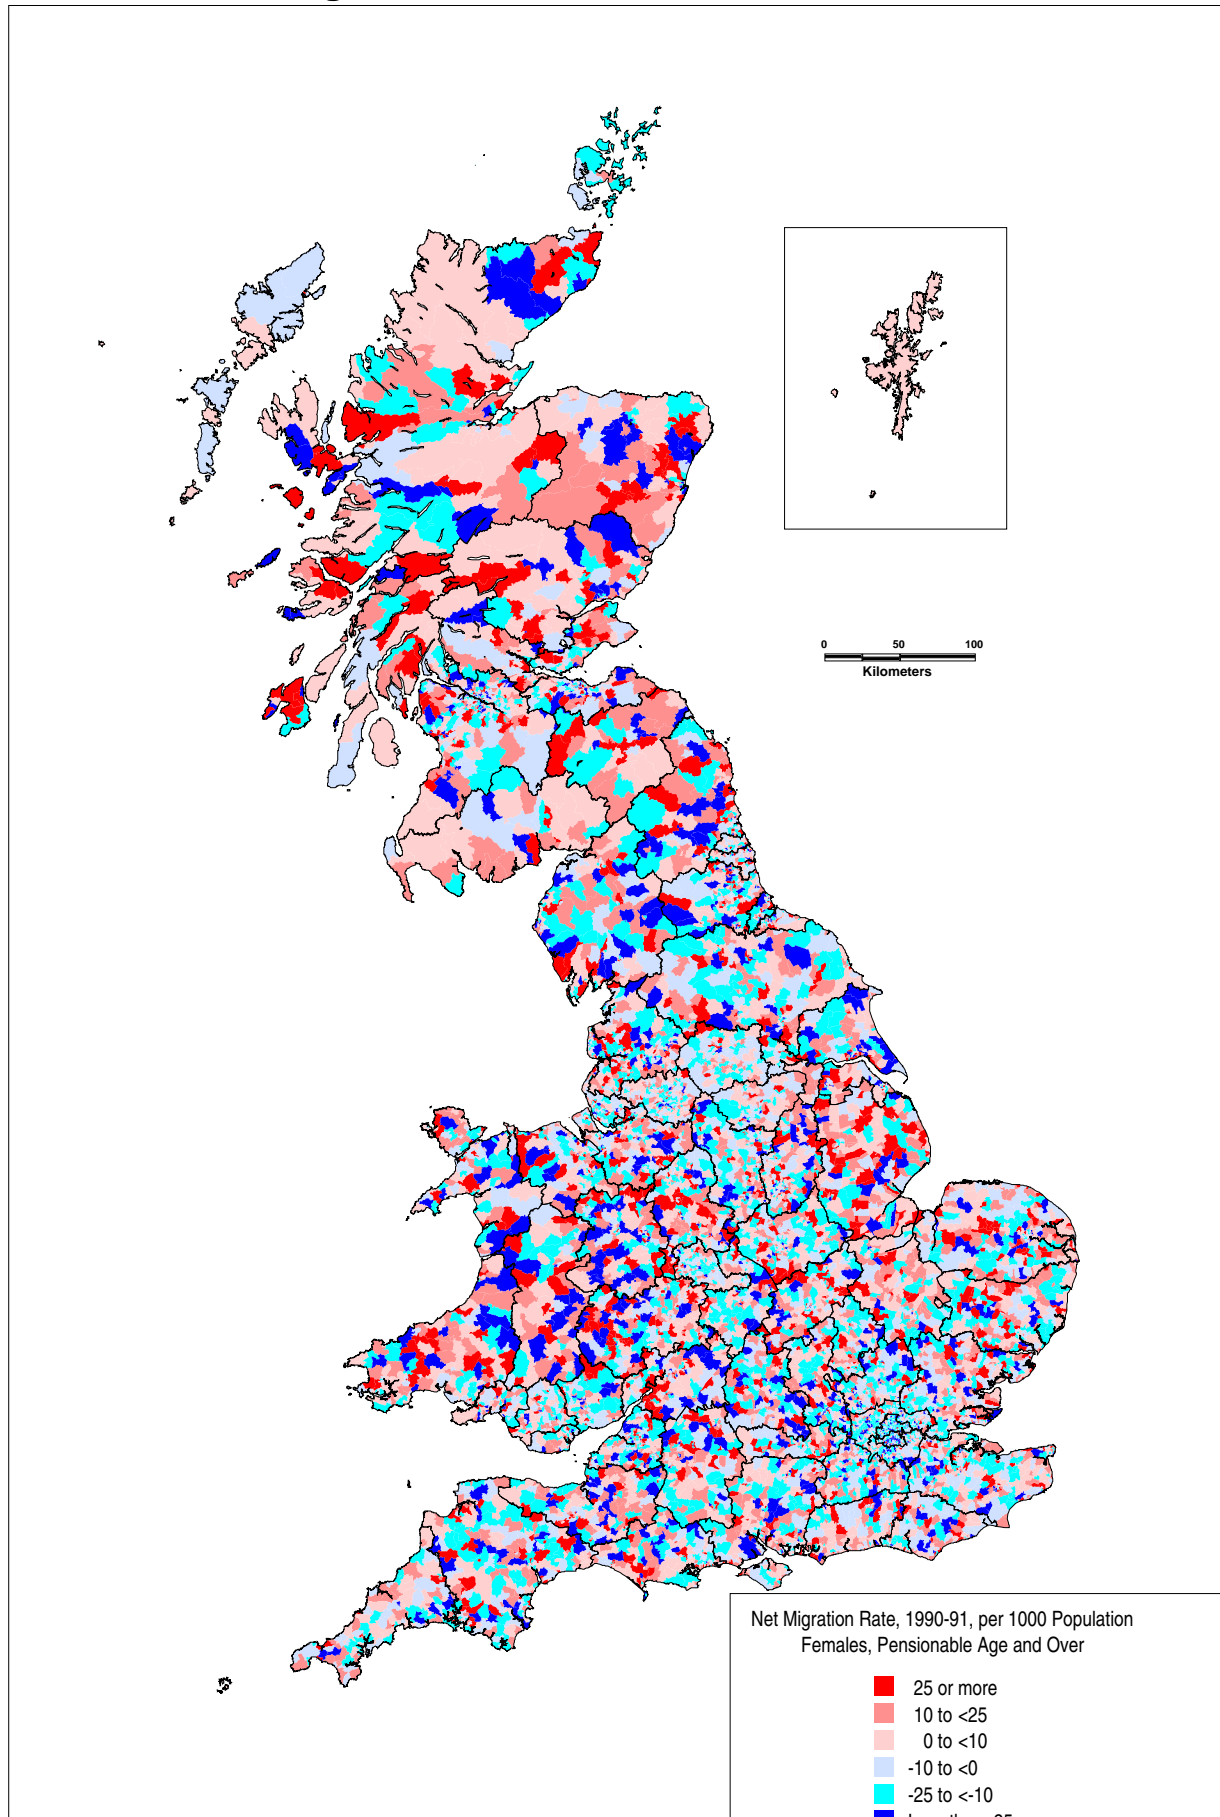 0 50 100
Kilometers
Net Migration Rate, 1990-91, per 1000 Population
Females, Pensionable Age and Over
25 or more
10 to <25
0 to <10
-10 to <0
-25 to <-10